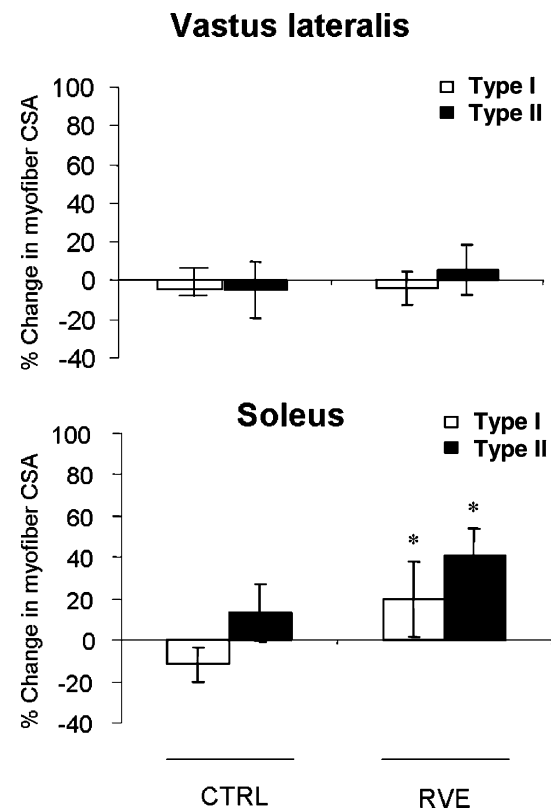 Vastus lateralis
% Change in myofiber CSA
100
80
60
40
20
0
-20
-40
Type I
Type II
Soleus
% Change in myofiber CSA
100
80
60
40
20
0
-20
-40
Type I
Type II
*
*
CTRL
RVE